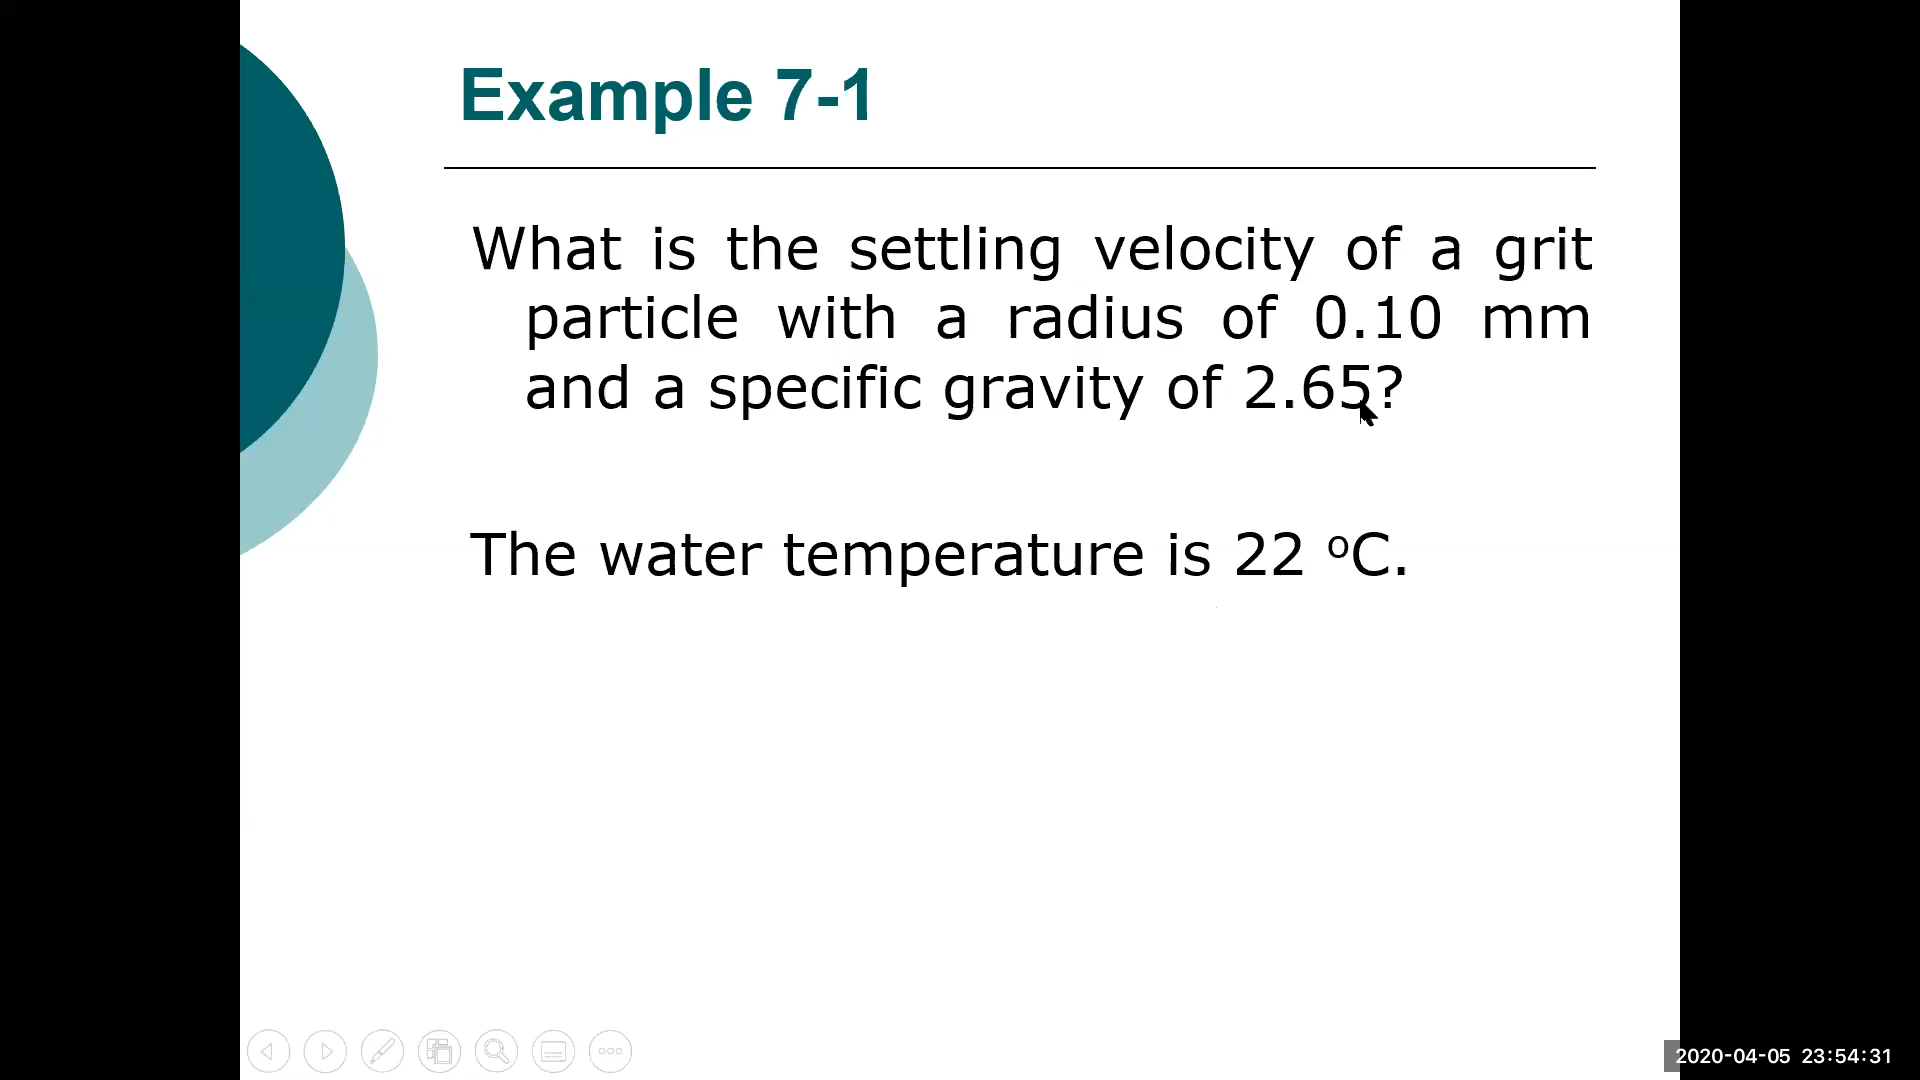 Example 7-1
What is the settling velocity of a grit
particle with a radius of 0.10 mm
and a specific gravity of 2.65?
The water temperature is 22 ºC.
2020-04-05 23:54:31